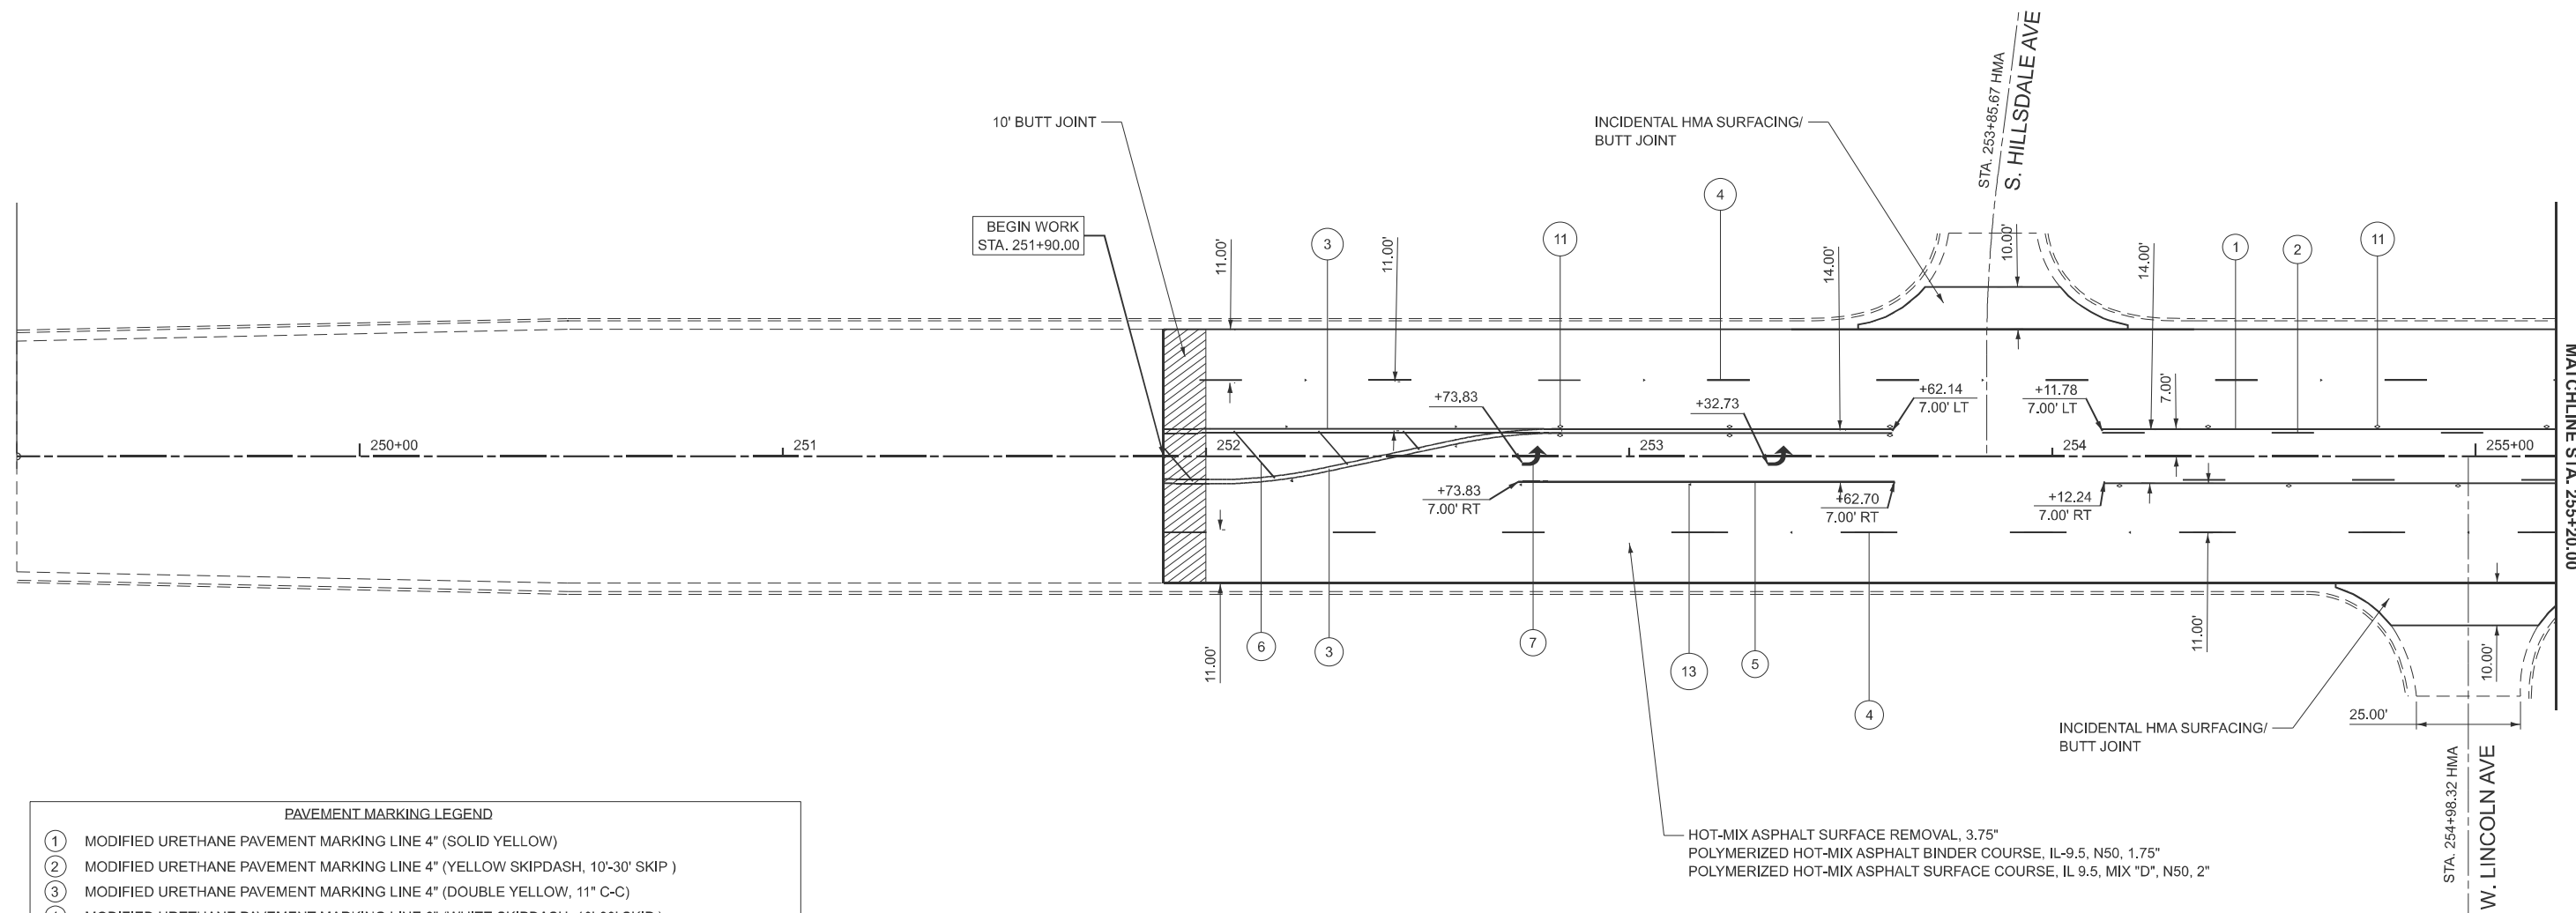 STA. 253+85.67 HMA
S. HILLSDALE AVE
10' BUTT JOINT
INCIDENTAL HMA SURFACING/
BUTT JOINT
BEGIN WORK
STA. 251+90.00
11.00'
3
11.00'
11
4
14.00'
10.00'
14.00'
1
2
11
7.00'
MATCHLINE STA. 255+20.00
+73.83
+32.73
+62.14
7.00' LT
+11.78
7.00' LT
250+00
251
252
253
254
255+00
+73.83
7.00' RT
+62.70
7.00' RT
+12.24
7.00' RT
11.00'
6
3
7
13
5
4
11.00'
10.00'
25.00'
INCIDENTAL HMA SURFACING/
BUTT JOINT
STA. 254+98.32 HMA
W. LINCOLN AVE
HOT-MIX ASPHALT SURFACE REMOVAL, 3.75"
POLYMERIZED HOT-MIX ASPHALT BINDER COURSE, IL-9.5, N50, 1.75"
POLYMERIZED HOT-MIX ASPHALT SURFACE COURSE, IL 9.5, MIX "D", N50, 2"
PAVEMENT MARKING LEGEND
1 MODIFIED URETHANE PAVEMENT MARKING LINE 4" (SOLID YELLOW)
2 MODIFIED URETHANE PAVEMENT MARKING LINE 4" (YELLOW SKIPDASH, 10'-30' SKIP )
3 MODIFIED URETHANE PAVEMENT MARKING LINE 4" (DOUBLE YELLOW, 11" C-C)